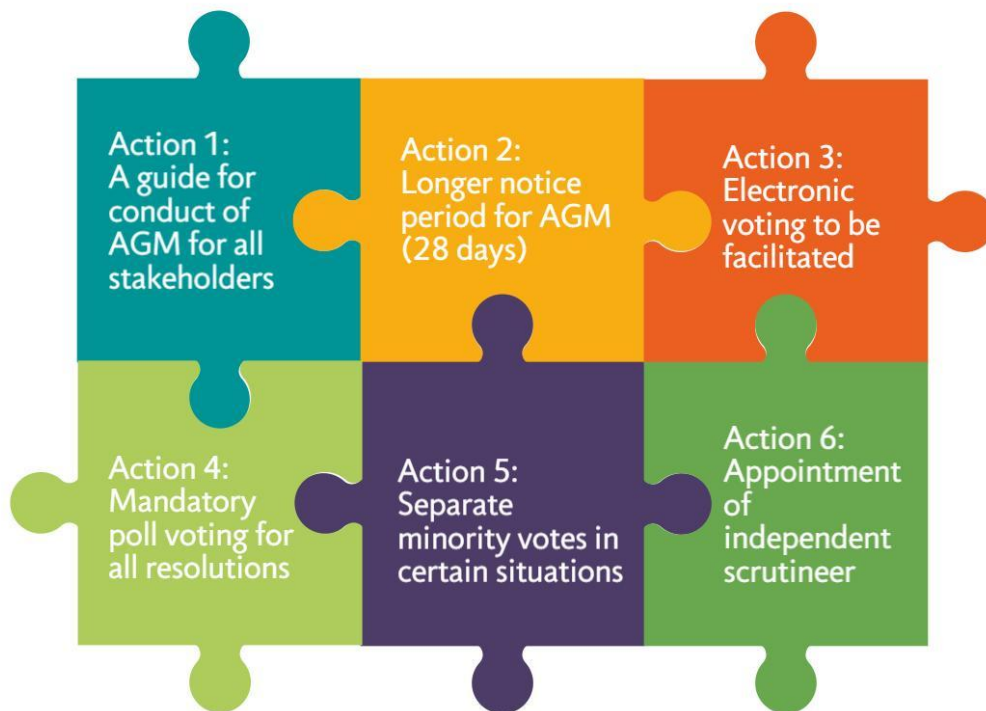 Action 1:
A guide for
conduct of
AGM for all
stakeholders
Action 2:
Longer notice
period for AGM
(28 days)
Action 3:
Electronic
voting to be
facilitated
Action 4:
Mandatory
poll voting for
all resolutions
Action 5:
Separate
minority votes in
certain situations
Action 6:
Appointment
of
independent
scrutineer